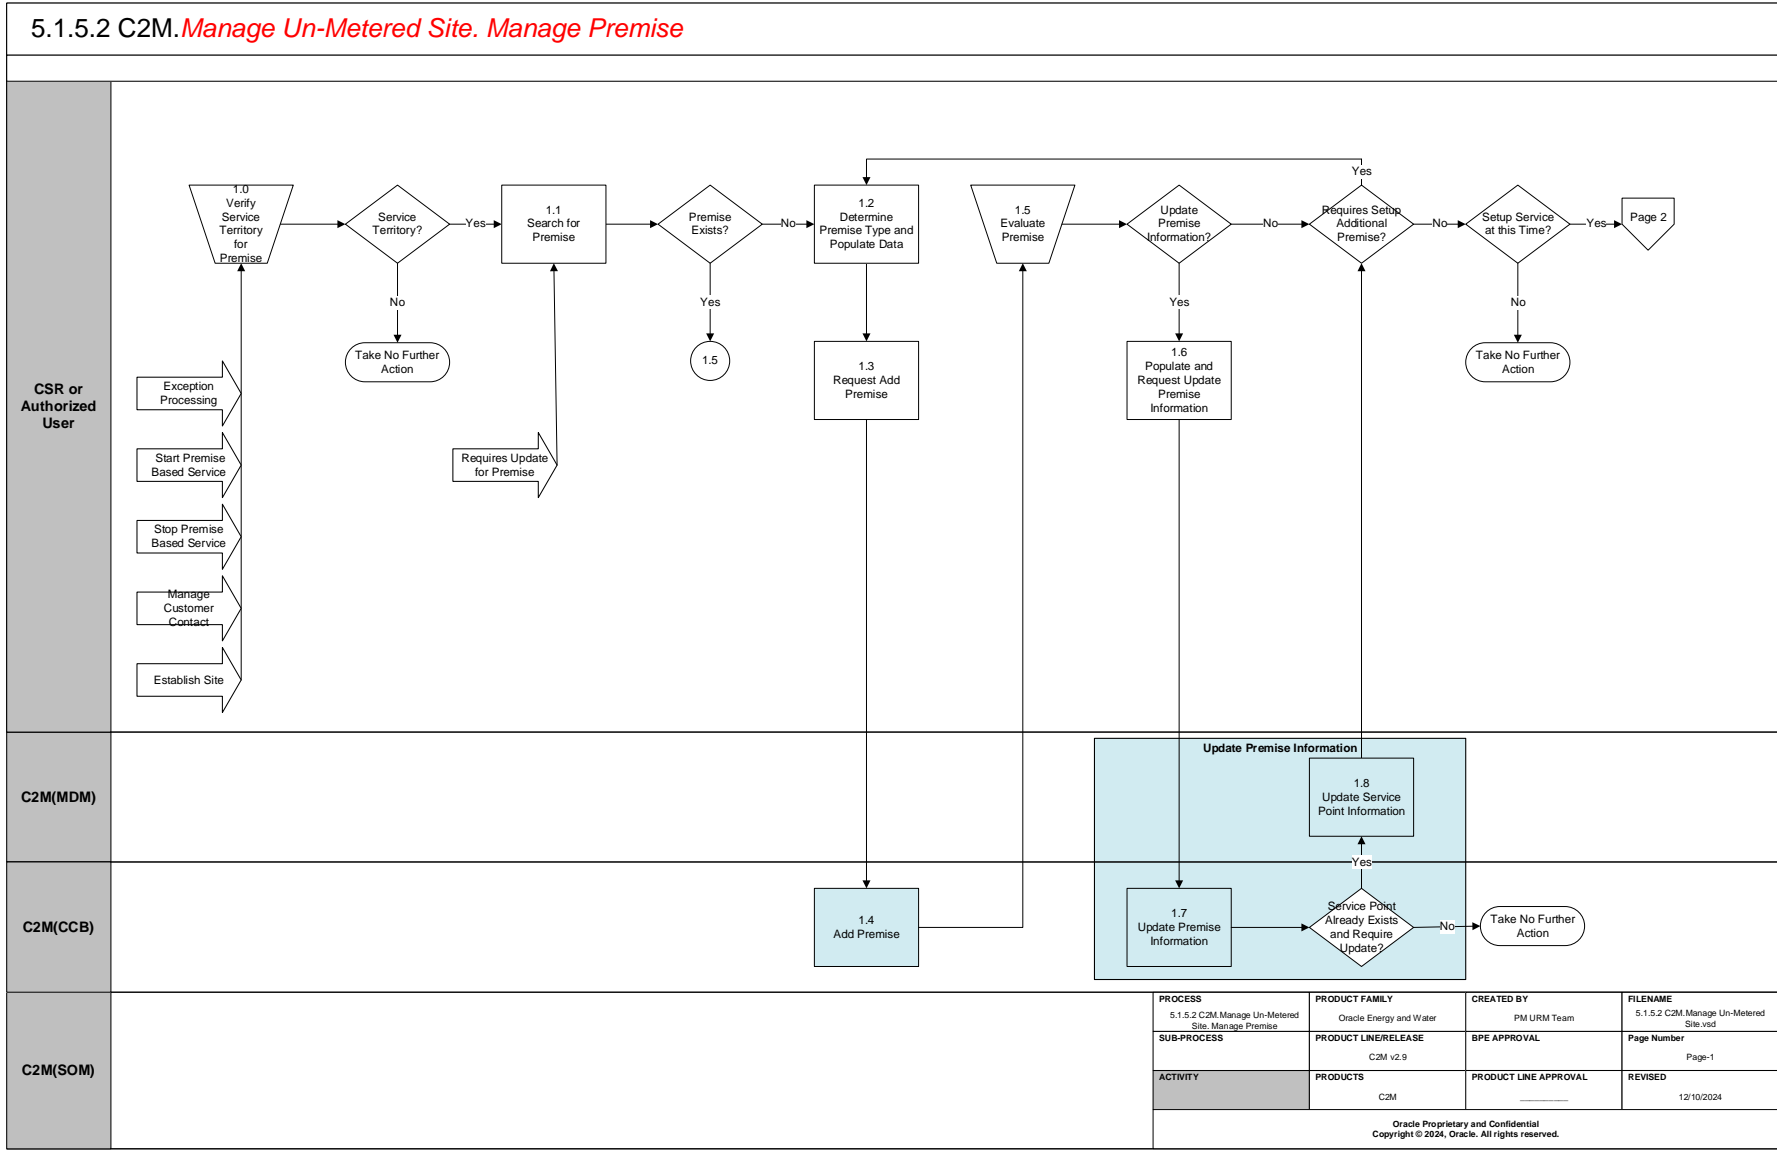 5.1.5.2 C2M.Manage Un-Metered Site. Manage Premise
CSR or
Authorized
User
1.0
Verify
Service
Territory
for
Premise
Service
Territory?
Yes
No
Take No Further
Action
1.1
Search for
Premise
Premise
Exists?
No
Yes
1.5
1.2
Determine
Premise Type and
Populate Data
1.3
Request Add
Premise
1.5
Evaluate
Premise
Update
Premise
Information?
No
Yes
1.6
Populate and
Request Update
Premise
Information
Yes
Requires Setup
Additional
Premise?
No
Setup Service
at this Time?
Yes
Page 2
No
Take No Further
Action
Exception
Processing
Start Premise
Based Service
Stop Premise
Based Service
Manage
Customer
Contact
Establish Site
Requires Update
for Premise
C2M(MDM)
Update Premise Information
1.8
Update Service
Point Information
Yes
C2M(CCB)
1.4
Add Premise
1.7
Update Premise
Information
Service Point
Already Exists
and Require
Update?
No
Take No Further
Action
C2M(SOM)
PROCESS
5.1.5.2 C2M.Manage Un-Metered
Site. Manage Premise
PRODUCT FAMILY
Oracle Energy and Water
CREATED BY
PM URM Team
FILENAME
5.1.5.2 C2M.Manage Un-Metered
Site.vsd
SUB-PROCESS
PRODUCT LINE/RELEASE
C2M v2.9
BPE APPROVAL
Page Number
Page-1
ACTIVITY
PRODUCTS
C2M
PRODUCT LINE APPROVAL
___________
REVISED
12/10/2024
Oracle Proprietary and Confidential
Copyright © 2024, Oracle. All rights reserved.